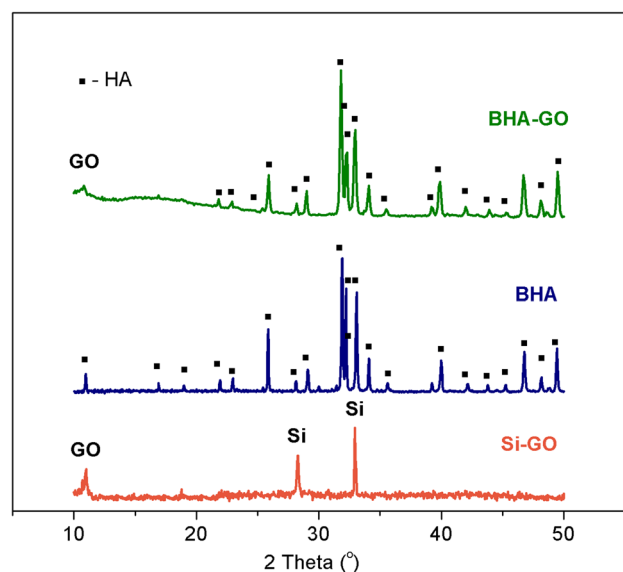 ■ - HA
BHA-GO
GO
BHA
Si
Si
GO
Si-GO
10 20 30 40 50
2 Theta (°)